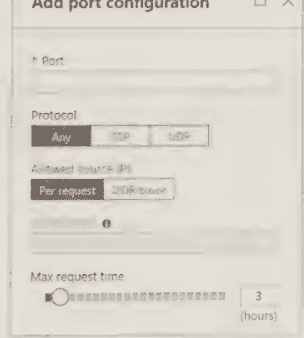 Add port configuration
* Port
Protocol
Any TCP UDP
Allowed source IPs
Per request CIDR block
Max request time
3
(hours)